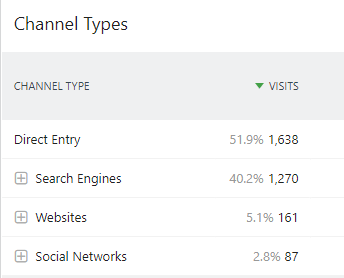 Channel Types
CHANNEL TYPE VISITS
Direct Entry 51.9% 1,638
Search Engines 40.2% 1,270
Websites 5.1% 161
Social Networks 2.8% 87